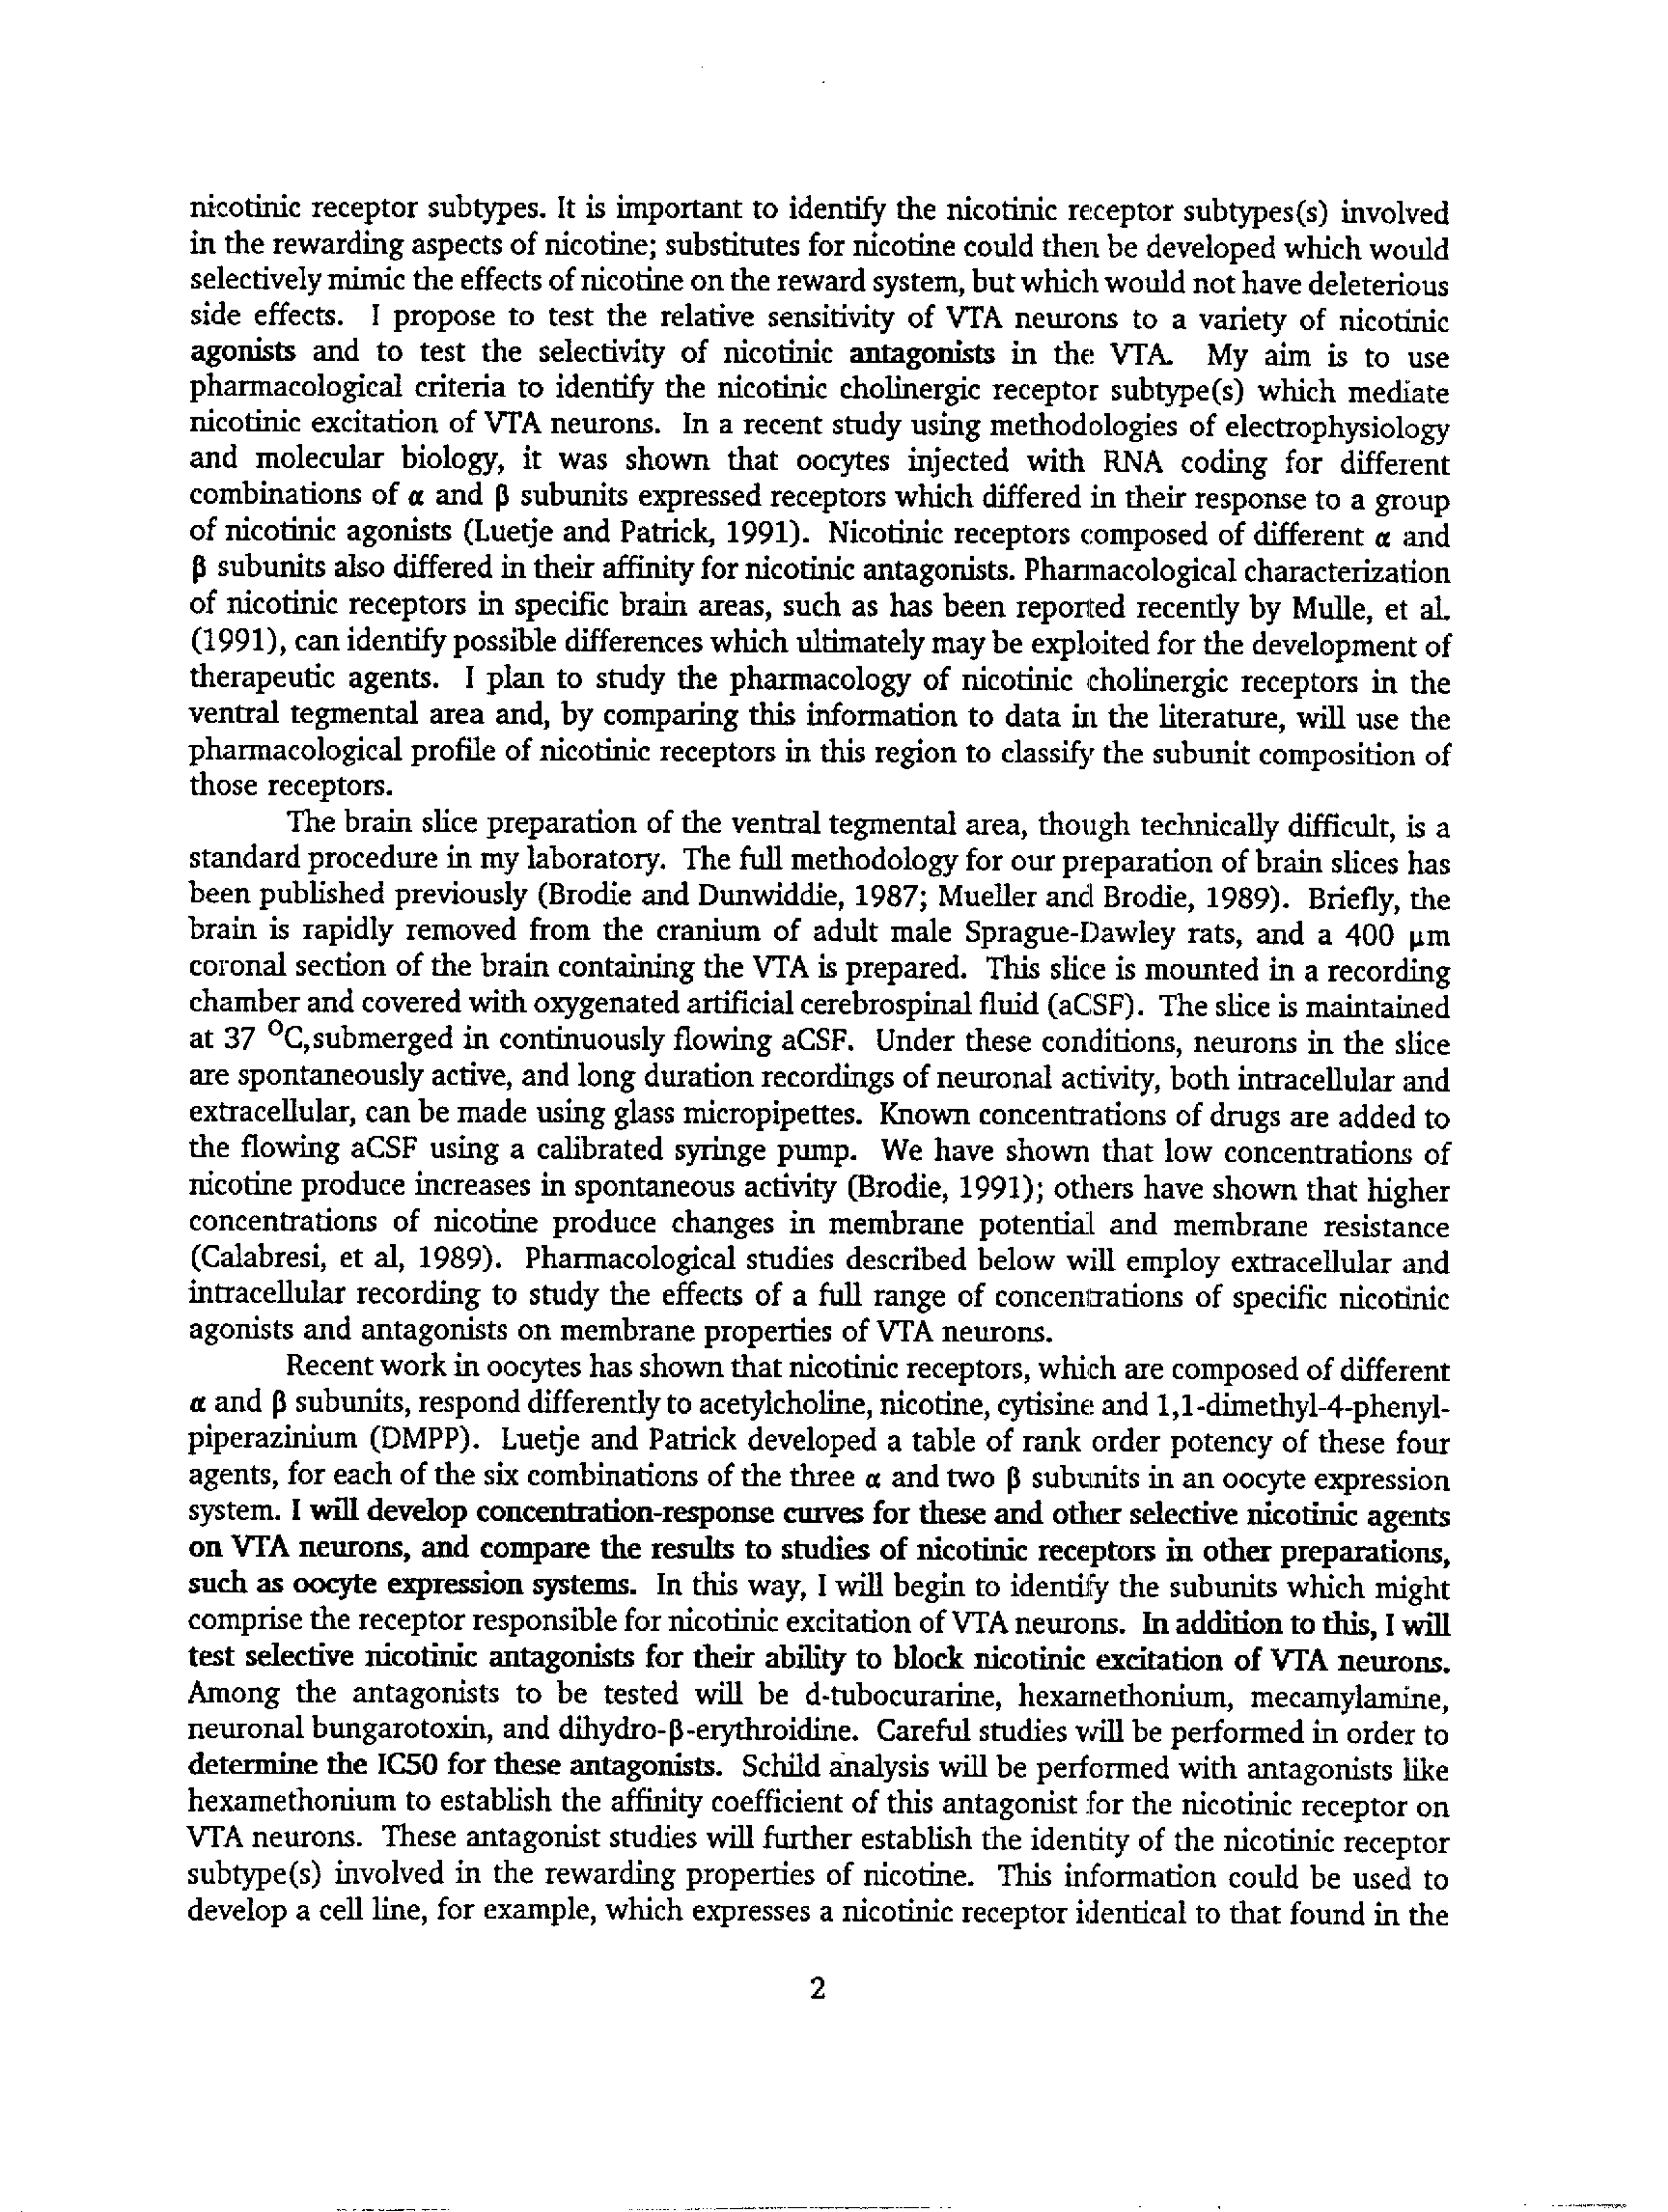 nicotinic receptor subtypes. It is important to identify the nicotinic receptor subtypes(s) involved
in the rewarding aspects of nicotine; substitutes for nicotine could then be developed which would
selectively mimic the effects of nicotine on the reward system, but which would not have deleterious
side effects. I propose to test the relative sensitivity of VTA neurons to a variety of nicotinic
agonists and to test the selectivity of nicotinic antagonists in the VTA. My aim is to use
pharmacological criteria to identify the nicotinic cholinergic receptor subtype(s) which mediate
nicotinic excitation of VTA neurons. In a recent study using methodologies of electrophysiology
and molecular biology, it was shown that oocytes injected with RNA coding for different
combinations of α and β subunits expressed receptors which differed in their response to a group
of nicotinic agonists (Luetje and Patrick, 1991). Nicotinic receptors composed of different α and
β subunits also differed in their affinity for nicotinic antagonists. Pharmacological characterization
of nicotinic receptors in specific brain areas, such as has been reported recently by Mulle, et al.
(1991), can identify possible differences which ultimately may be exploited for the development of
therapeutic agents. I plan to study the pharmacology of nicotinic cholinergic receptors in the
ventral tegmental area and, by comparing this information to data in the literature, will use the
pharmacological profile of nicotinic receptors in this region to classify the subunit composition of
those receptors.
The brain slice preparation of the ventral tegmental area, though technically difficult, is a
standard procedure in my laboratory. The full methodology for our preparation of brain slices has
been published previously (Brodie and Dunwiddie, 1987; Mueller and Brodie, 1989). Briefly, the
brain is rapidly removed from the cranium of adult male Sprague-Dawley rats, and a 400 μm
coronal section of the brain containing the VTA is prepared. This slice is mounted in a recording
chamber and covered with oxygenated artificial cerebrospinal fluid (aCSF). The slice is maintained
at 37 °C,submerged in continuously flowing aCSF. Under these conditions, neurons in the slice
are spontaneously active, and long duration recordings of neuronal activity, both intracellular and
extracellular, can be made using glass micropipettes. Known concentrations of drugs are added to
the flowing aCSF using a calibrated syringe pump. We have shown that low concentrations of
nicotine produce increases in spontaneous activity (Brodie, 1991); others have shown that higher
concentrations of nicotine produce changes in membrane potential and membrane resistance
(Calabresi, et al, 1989). Pharmacological studies described below will employ extracellular and
intracellular recording to study the effects of a full range of concentrations of specific nicotinic
agonists and antagonists on membrane properties of VTA neurons.
Recent work in oocytes has shown that nicotinic receptors, which are composed of different
α and β subunits, respond differently to acetylcholine, nicotine, cytisine and 1,1-dimethyl-4-phenyl-
piperazinium (DMPP). Luetje and Patrick developed a table of rank order potency of these four
agents, for each of the six combinations of the three α and two β subunits in an oocyte expression
system. I will develop concentration-response curves for these and other selective nicotinic agents
on VTA neurons, and compare the results to studies of nicotinic receptors in other preparations,
such as oocyte expression systems. In this way, I will begin to identify the subunits which might
comprise the receptor responsible for nicotinic excitation of VTA neurons. In addition to this, I will
test selective nicotinic antagonists for their ability to block nicotinic excitation of VTA neurons.
Among the antagonists to be tested will be d-tubocurarine, hexamethonium, mecamylamine,
neuronal bungarotoxin, and dihydro-β-erythroidine. Careful studies will be performed in order to
determine the IC50 for these antagonists. Schild analysis will be performed with antagonists like
hexamethonium to establish the affinity coefficient of this antagonist for the nicotinic receptor on
VTA neurons. These antagonist studies will further establish the identity of the nicotinic receptor
subtype(s) involved in the rewarding properties of nicotine. This information could be used to
develop a cell line, for example, which expresses a nicotinic receptor identical to that found in the
2